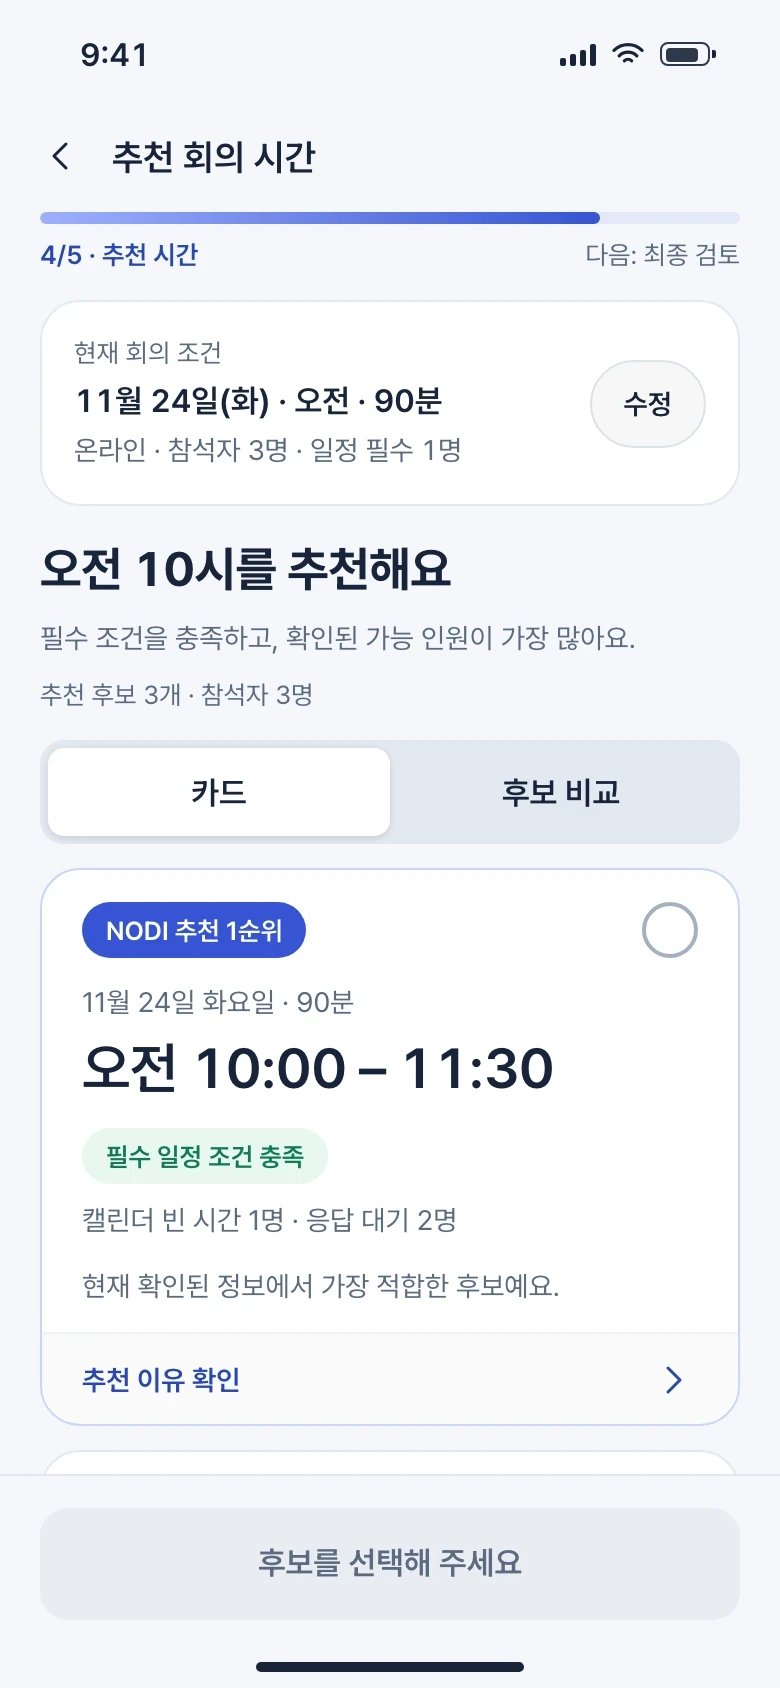 9:41
추천 회의 시간
4/5 · 추천 시간
다음: 최종 검토
현재 회의 조건
11월 24일(화) · 오전 · 90분
온라인 · 참석자 3명 · 일정 필수 1명
수정
오전 10시를 추천해요
필수 조건을 충족하고, 확인된 가능 인원이 가장 많아요.
추천 후보 3개 · 참석자 3명
카드
후보 비교
NODI 추천 1순위
11월 24일 화요일 · 90분
오전 10:00 – 11:30
필수 일정 조건 충족
캘린더 빈 시간 1명 · 응답 대기 2명
현재 확인된 정보에서 가장 적합한 후보예요.
추천 이유 확인
후보를 선택해 주세요